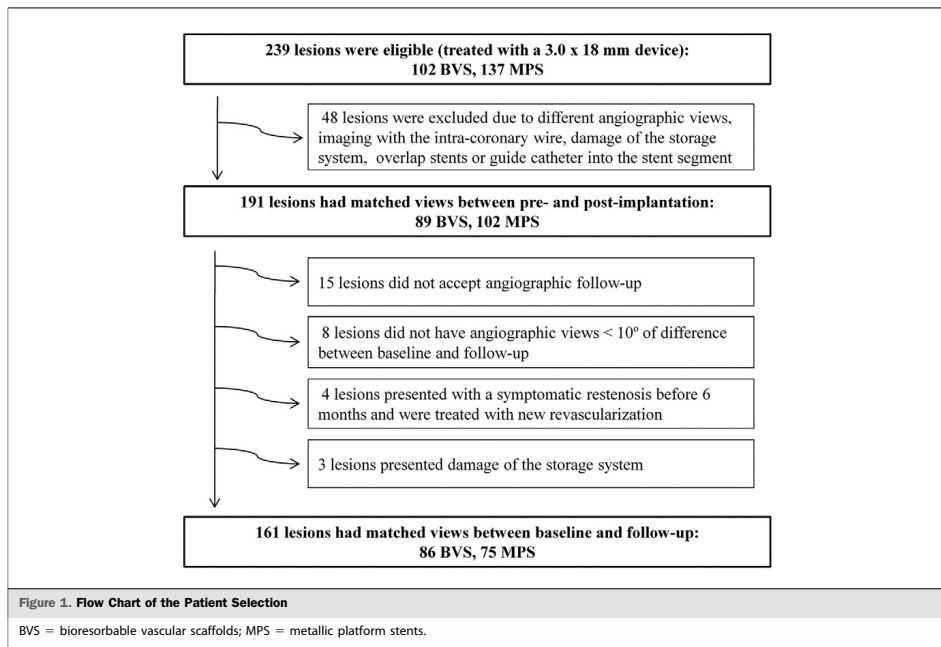 239 lesions were eligible (treated with a 3.0 x 18 mm device):
102 BVS, 137 MPS
48 lesions were excluded due to different angiographic views,
imaging with the intra-coronary wire, damage of the storage
system, overlap stents or guide catheter into the stent segment
191 lesions had matched views between pre- and post-implantation:
89 BVS, 102 MPS
15 lesions did not accept angiographic follow-up
8 lesions did not have angiographic views < 10º of difference
between baseline and follow-up
4 lesions presented with a symptomatic restenosis before 6
months and were treated with new revascularization
3 lesions presented damage of the storage system
161 lesions had matched views between baseline and follow-up:
86 BVS, 75 MPS
Figure 1. Flow Chart of the Patient Selection
BVS = bioresorbable vascular scaffolds; MPS = metallic platform stents.